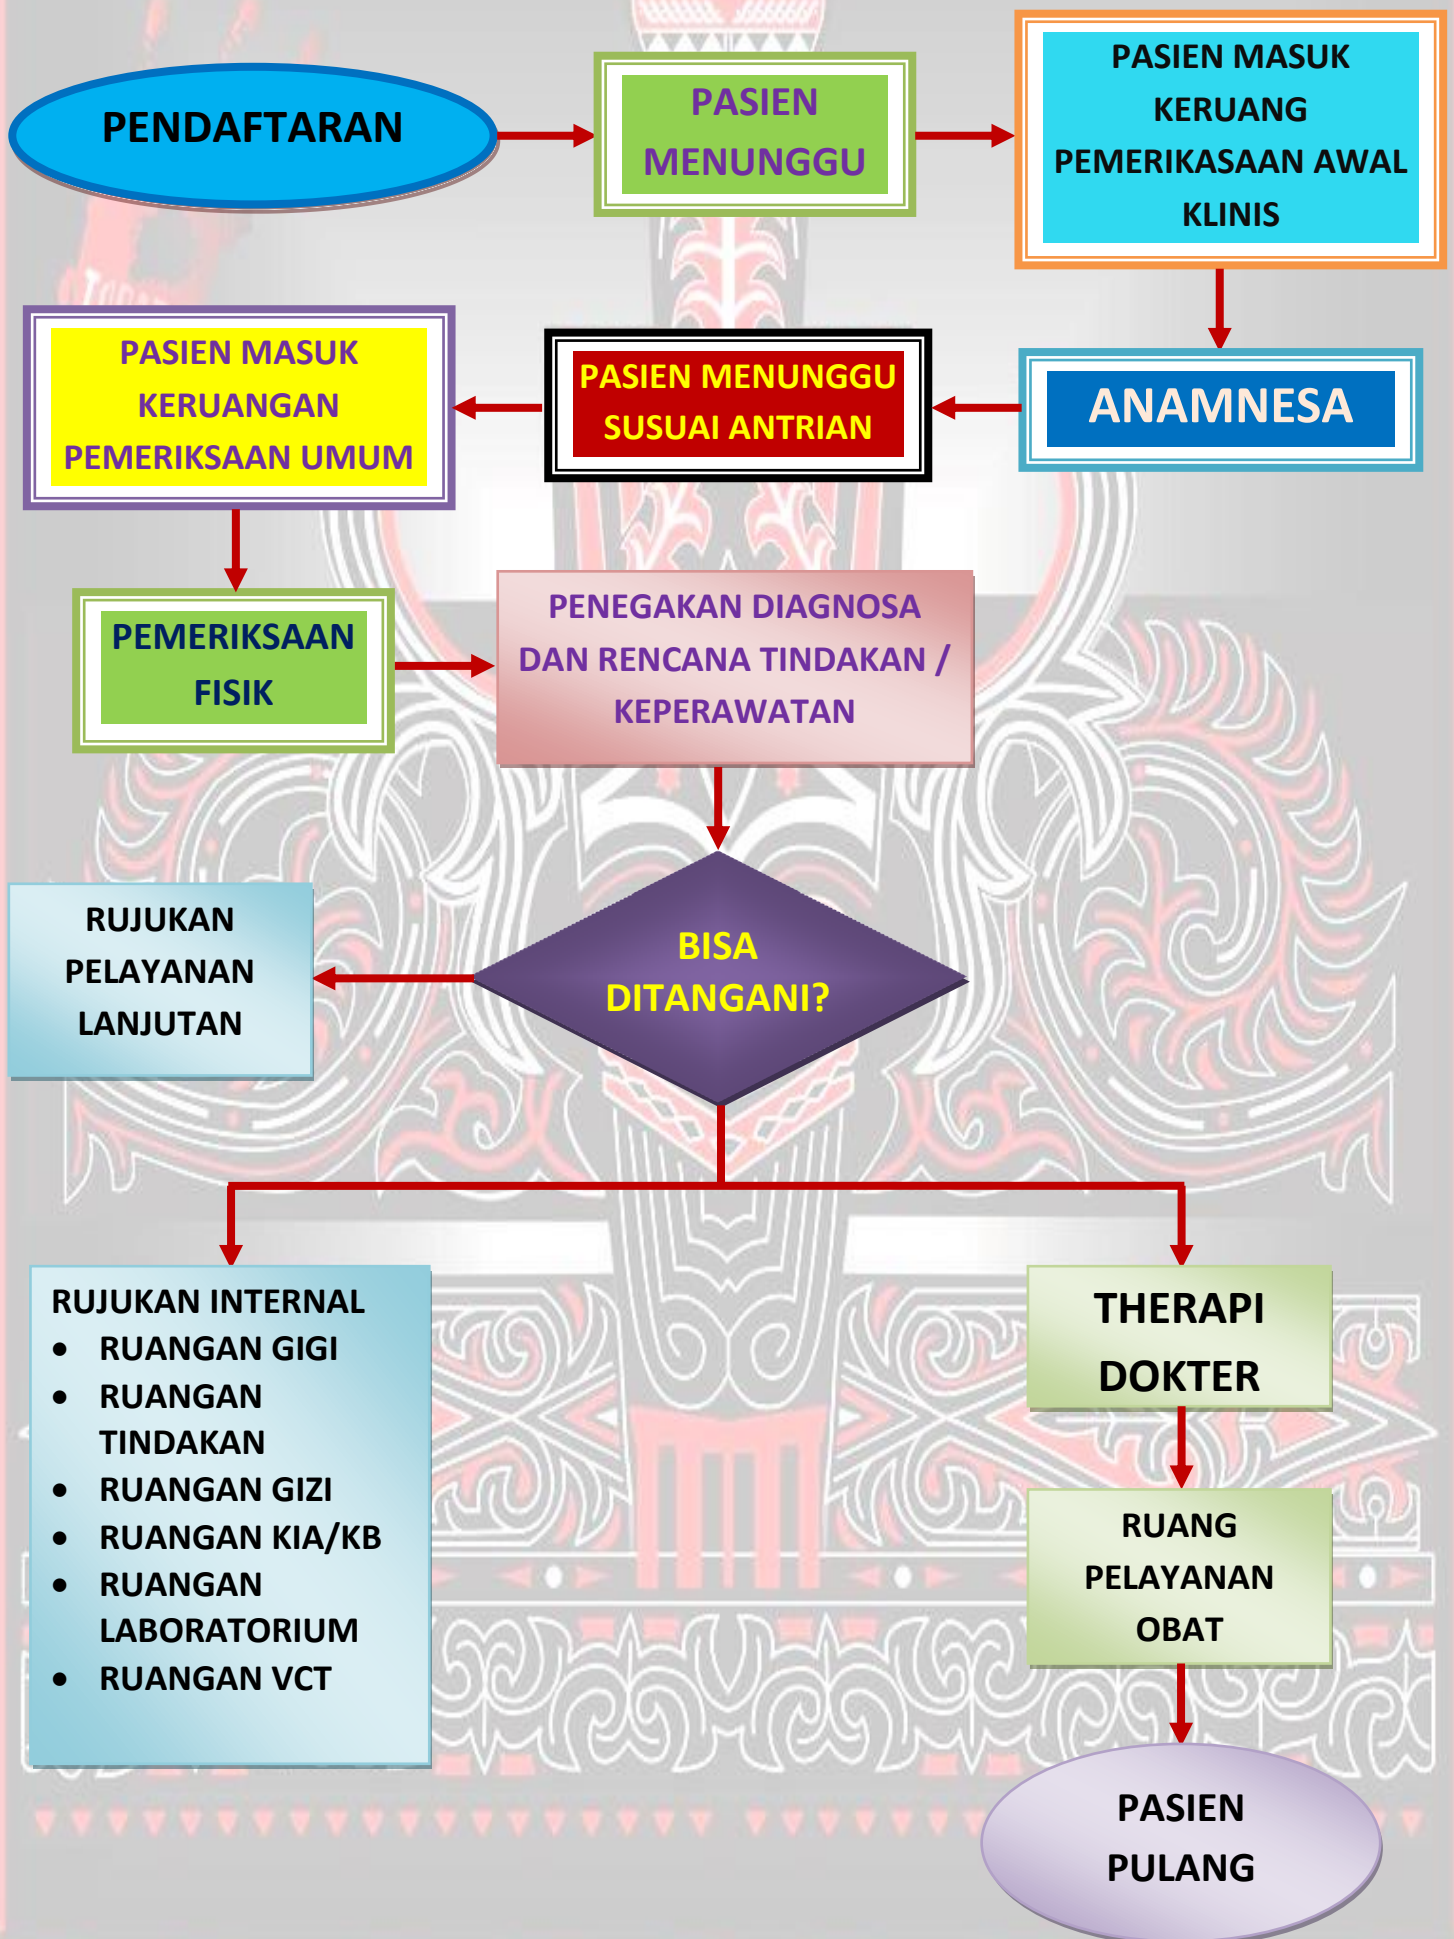 PENDAFTARAN
PASIEN
MENUNGGU
PASIEN MASUK
KERUANG
PEMERIKASAAN AWAL
KLINIS
ANAMNESA
PASIEN MENUNGGU
SUSUAI ANTRIAN
PASIEN MASUK
KERUANGAN
PEMERIKSAAN UMUM
PEMERIKSAAN
FISIK
PENEGAKAN DIAGNOSA
DAN RENCANA TINDAKAN /
KEPERAWATAN
BISA
DITANGANI?
RUJUKAN
PELAYANAN
LANJUTAN
RUJUKAN INTERNAL
• RUANGAN GIGI
• RUANGAN
TINDAKAN
• RUANGAN GIZI
• RUANGAN KIA/KB
• RUANGAN
LABORATORIUM
• RUANGAN VCT
THERAPI
DOKTER
RUANG
PELAYANAN
OBAT
PASIEN
PULANG